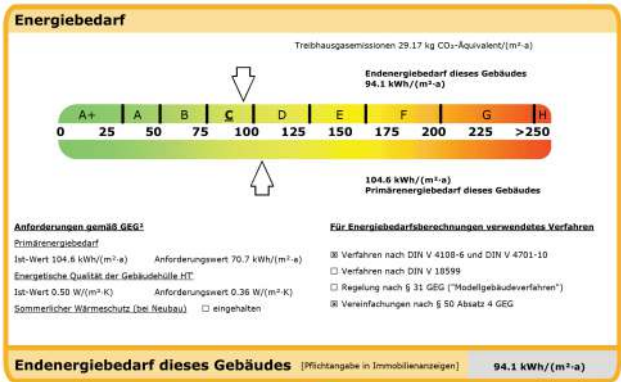 Energiebedarf
Treibhausgasemissionen 29.17 kg CO₂-Äquivalent/(m²·a)
Endenergiebedarf dieses Gebäudes
94.1 kWh/(m²·a)
A+ A B C D E F G H
0 25 50 75 100 125 150 175 200 225 >250
104.6 kWh/(m²·a)
Primärenergiebedarf dieses Gebäudes
Anforderungen gemäß GEG²
Primärenergiebedarf
Ist-Wert 104.6 kWh/(m²·a) Anforderungswert 70.7 kWh/(m²·a)
Energetische Qualität der Gebäudehülle HT'
Ist-Wert 0.50 W/(m²·K) Anforderungswert 0.36 W/(m²·K)
Sommerlicher Wärmeschutz (bei Neubau) ☐ eingehalten
Für Energiebedarfsberechnungen verwendetes Verfahren
☒ Verfahren nach DIN V 4108-6 und DIN V 4701-10
☐ Verfahren nach DIN V 18599
☐ Regelung nach § 31 GEG ("Modellgebäudeverfahren")
☒ Vereinfachungen nach § 50 Absatz 4 GEG
Endenergiebedarf dieses Gebäudes [Pflichtangabe in Immobilienanzeigen] 94.1 kWh/(m²·a)